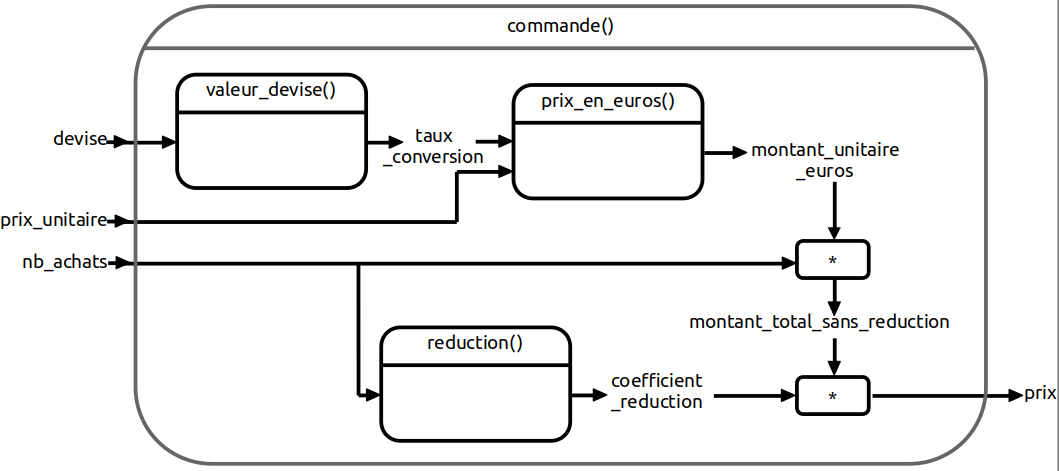 commande()
valeur_devise()
prix_en_euros()
devise
taux
_conversion
montant_unitaire
_euros
prix_unitaire
nb_achats
*
montant_total_sans_reduction
reduction()
coefficient
_reduction
*
prix